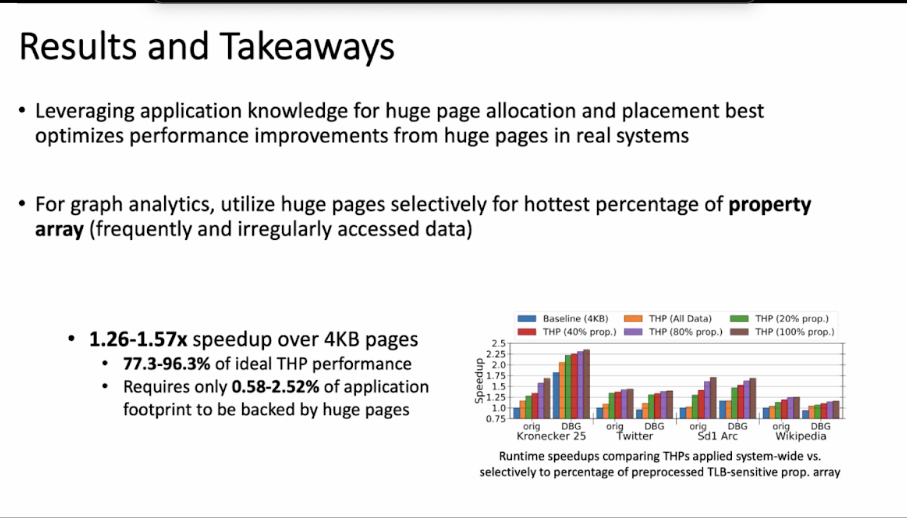 Results and Takeaways
• Leveraging application knowledge for huge page allocation and placement best
optimizes performance improvements from huge pages in real systems
• For graph analytics, utilize huge pages selectively for hottest percentage of property
array (frequently and irregularly accessed data)
• 1.26-1.57x speedup over 4KB pages
• 77.3-96.3% of ideal THP performance
• Requires only 0.58-2.52% of application
footprint to be backed by huge pages
Baseline (4KB) THP (All Data) THP (20% prop.)
THP (40% prop.) THP (80% prop.) THP (100% prop.)
Speedup
2.5
2.25
2.0
1.75
1.5
1.25
1.0
0.75
orig DBG orig DBG orig DBG orig DBG
Kronecker 25 Twitter Sd1 Arc Wikipedia
Runtime speedups comparing THPs applied system-wide vs.
selectively to percentage of preprocessed TLB-sensitive prop. array